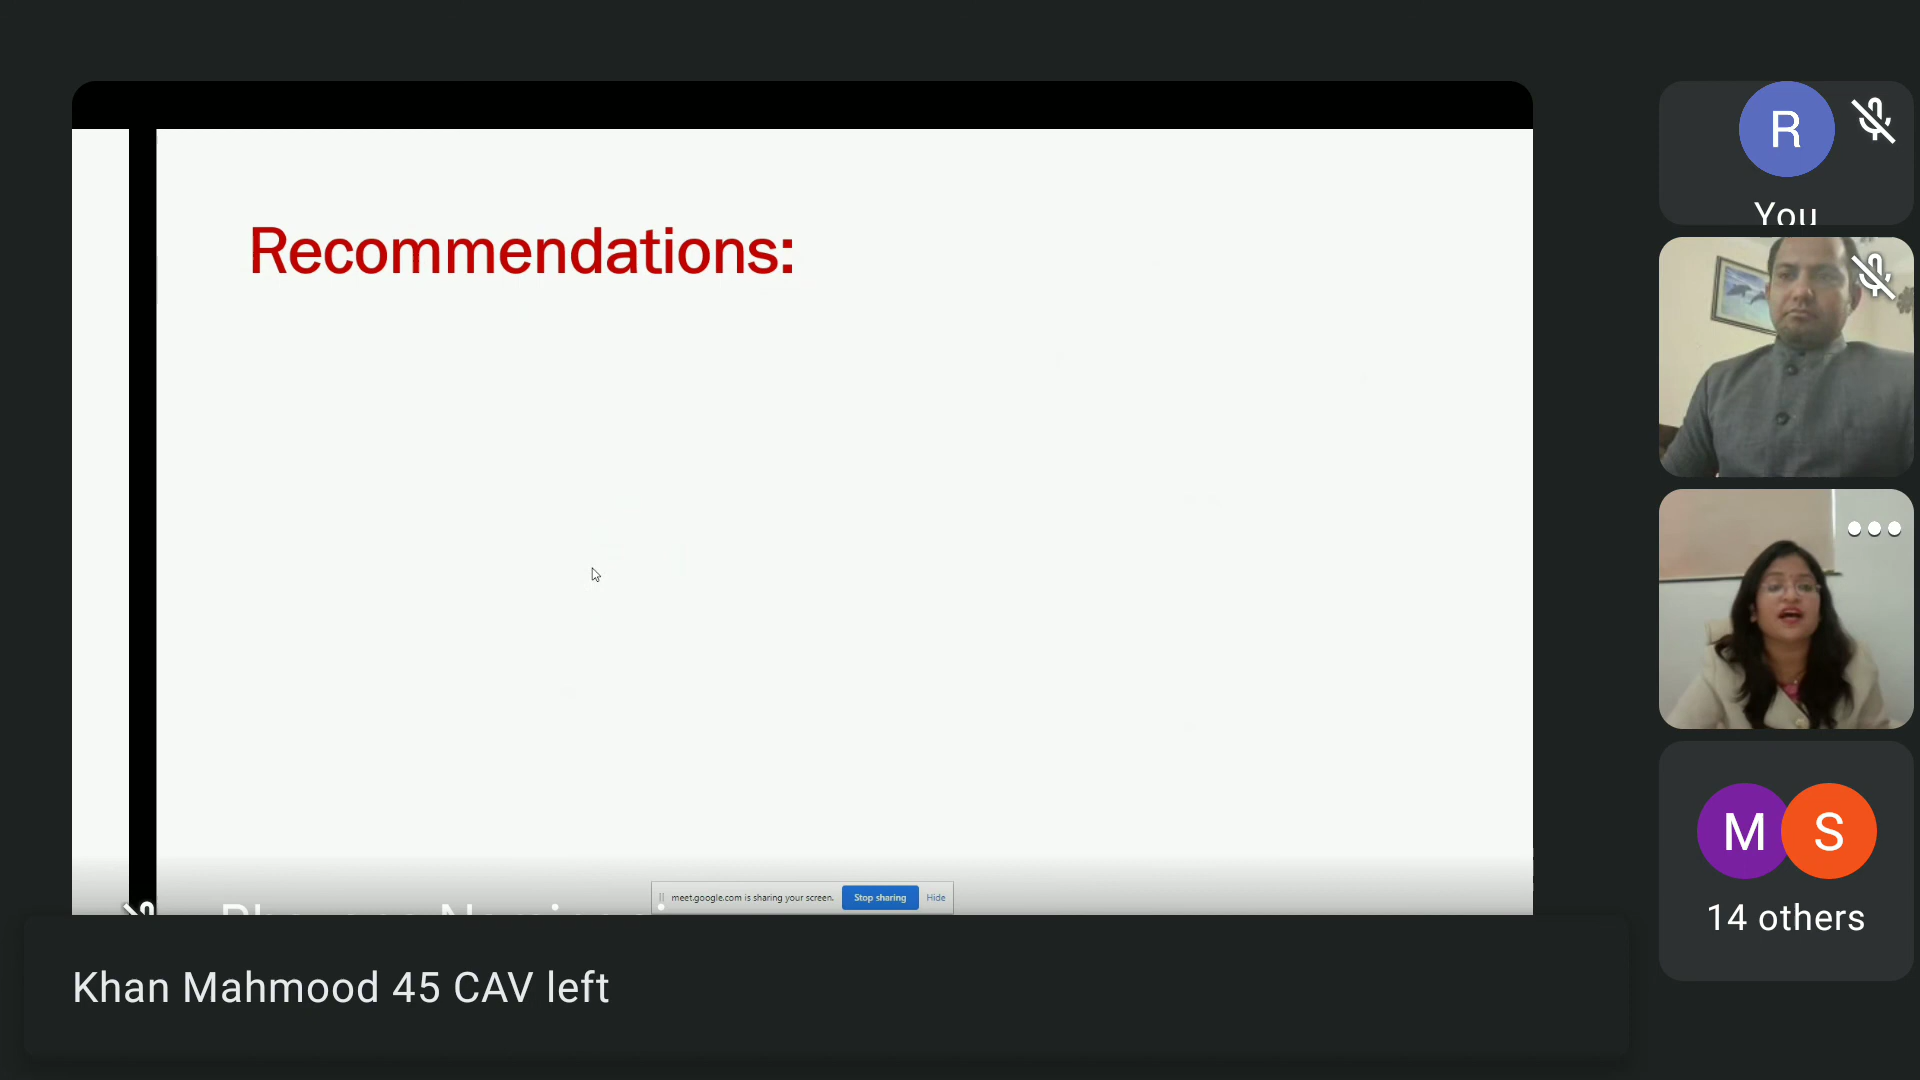 Recommendations:
meet.google.com is sharing your screen.
Stop sharing
Hide
Khan Mahmood 45 CAV left
R
You
M
S
14 others